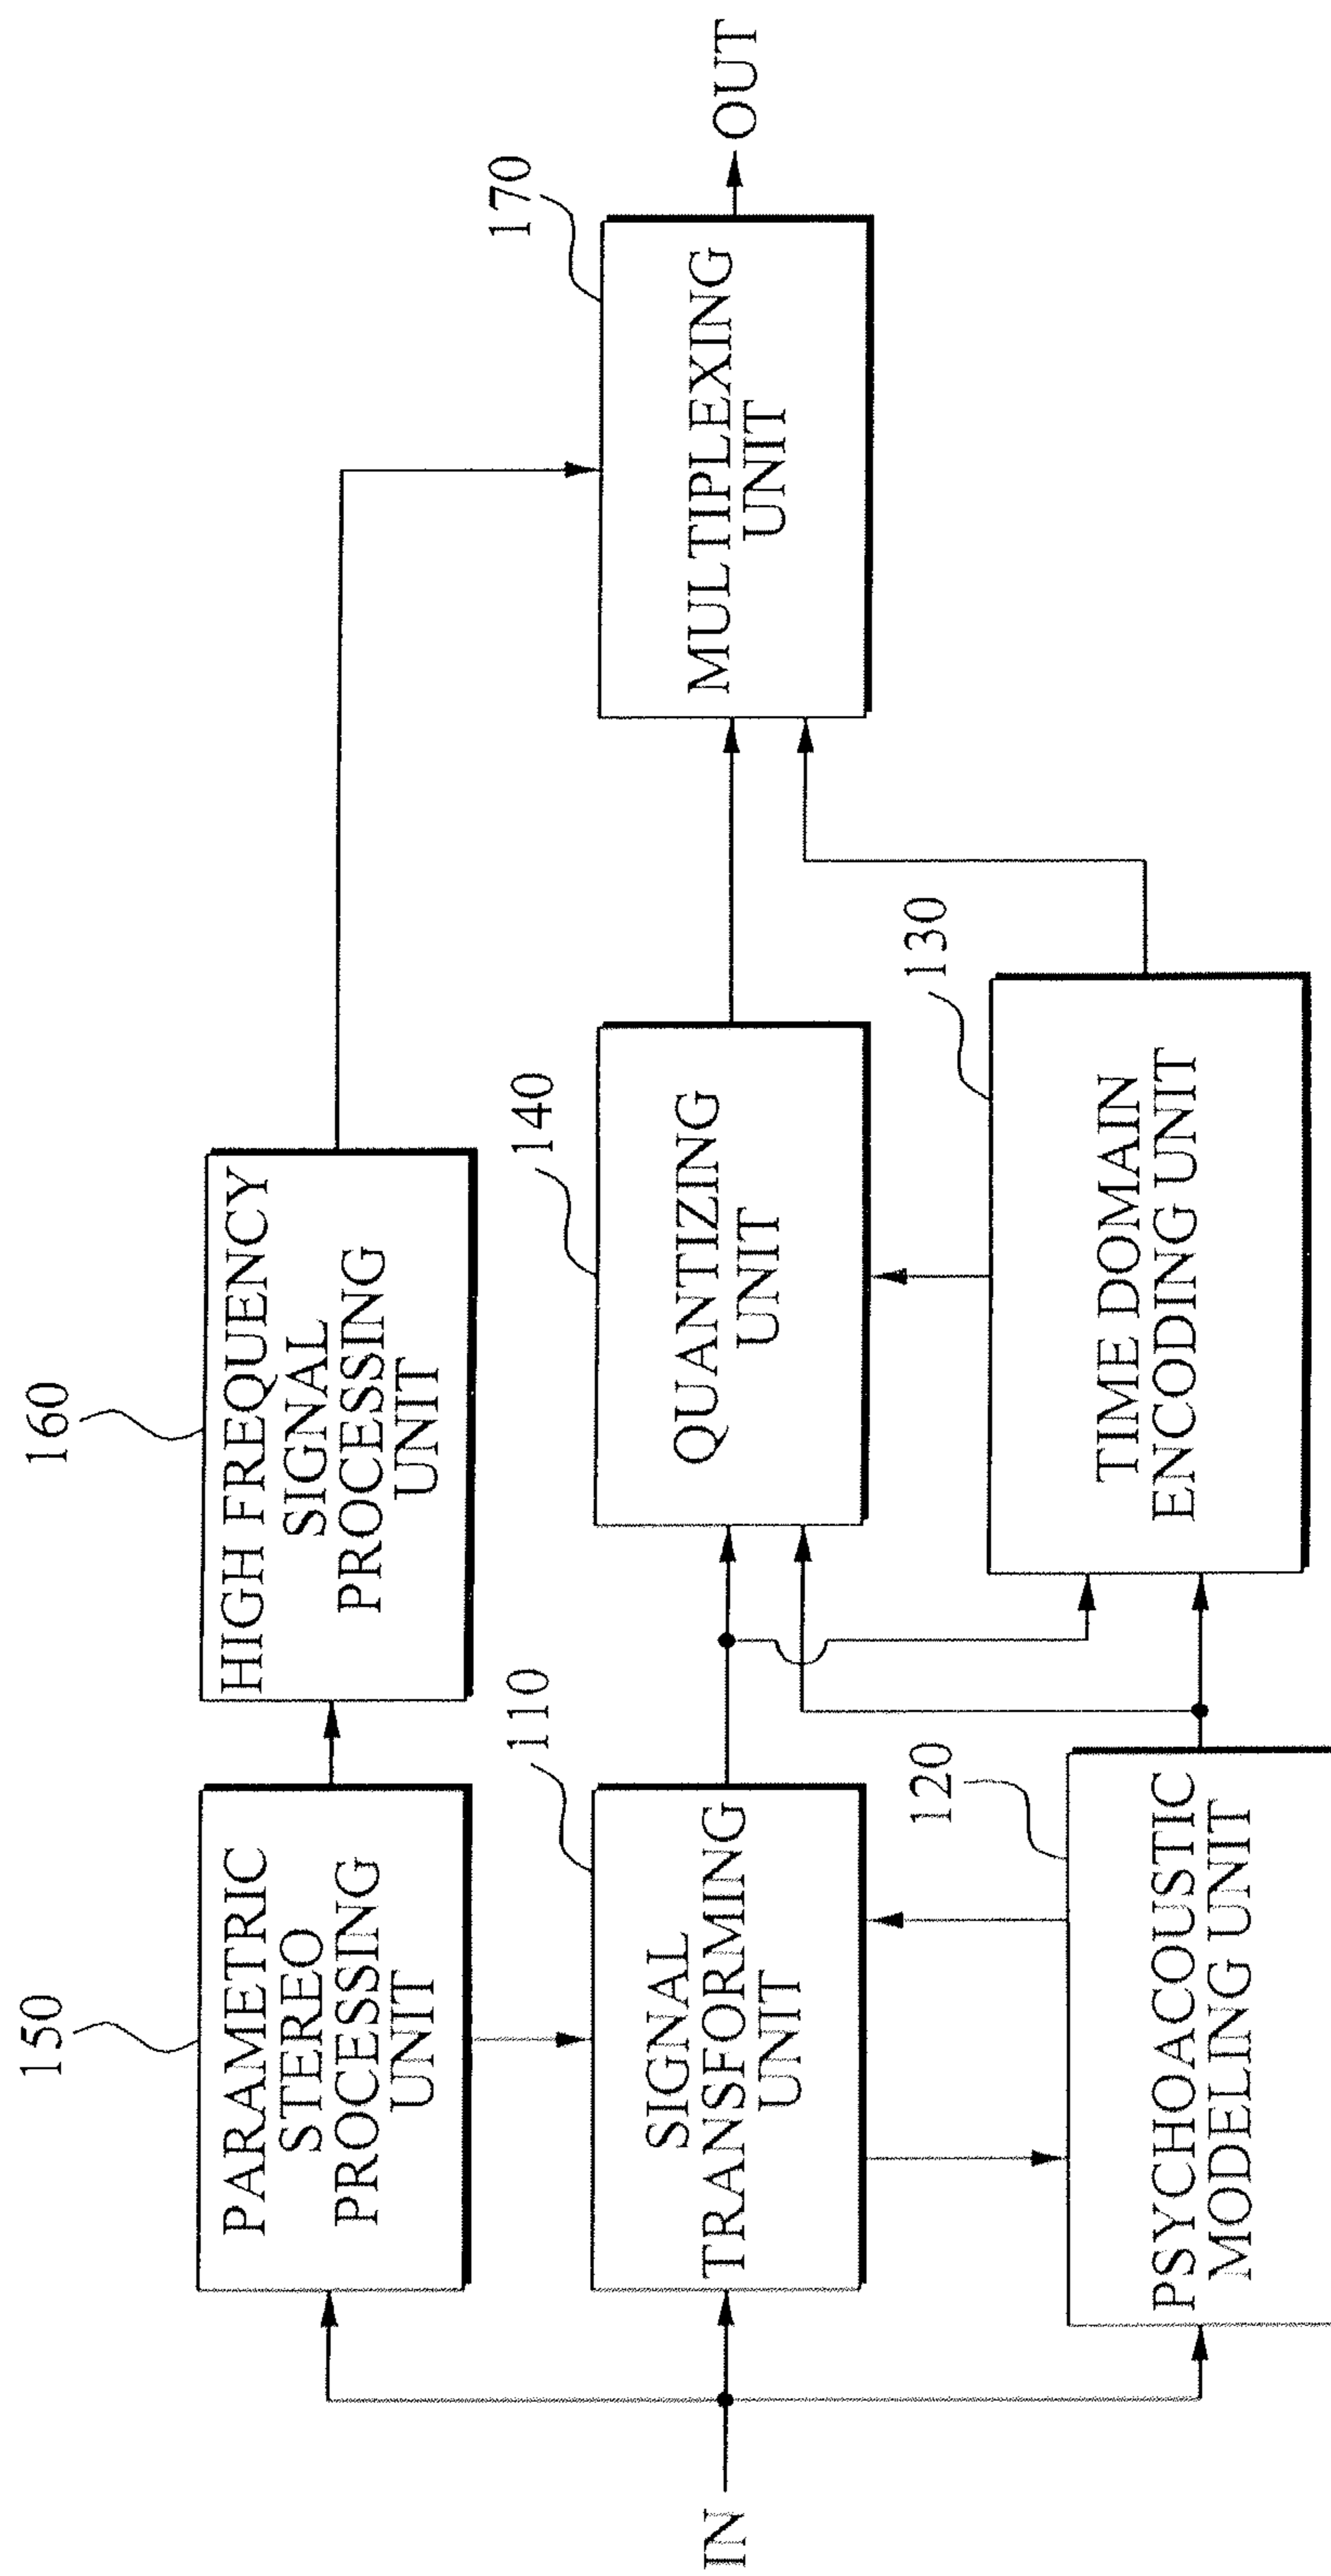 150
PARAMETRIC
STEREO
PROCESSING
UNIT
160
HIGH FREQUENCY
SIGNAL
PROCESSING
UNIT
IN
110
SIGNAL
TRANSFORMING
UNIT
140
QUANTIZING
UNIT
170
MULTIPLEXING
UNIT
OUT
120
PSYCHOACOUSTIC
MODELING UNIT
130
TIME DOMAIN
ENCODING UNIT